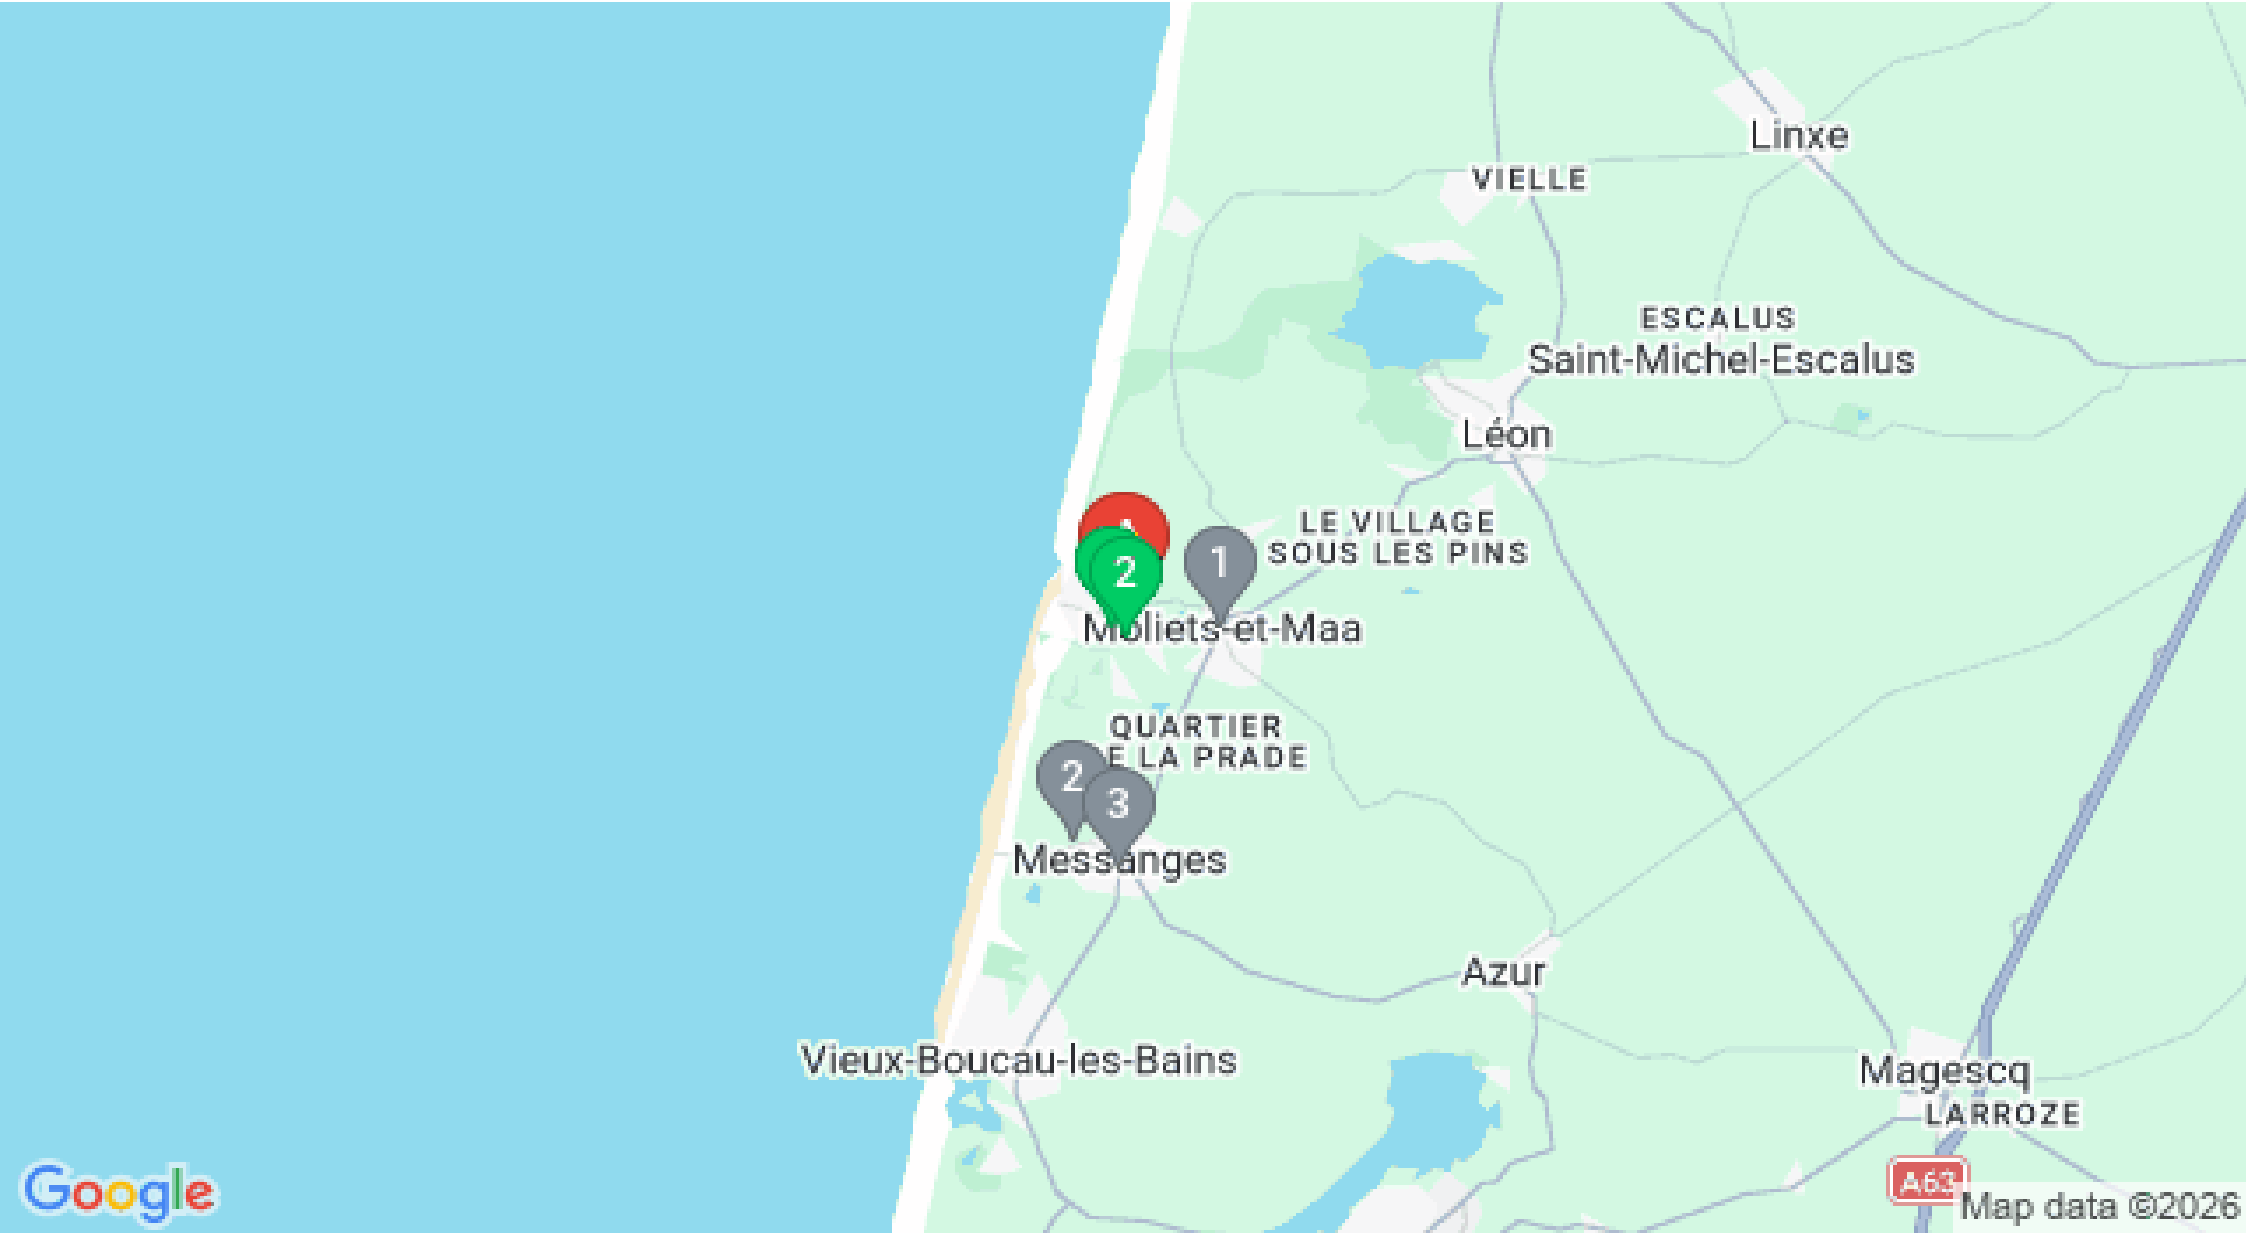 Linxe
VIELLE
ESCALUS
Saint-Michel-Escalus
Léon
LE VILLAGE
SOUS LES PINS
1
2
Moliets-et-Maa
QUARTIER
E LA PRADE
2
3
Messanges
Azur
Vieux-Boucau-les-Bains
Magescq
LARROZE
A63
Google
Map data ©2026